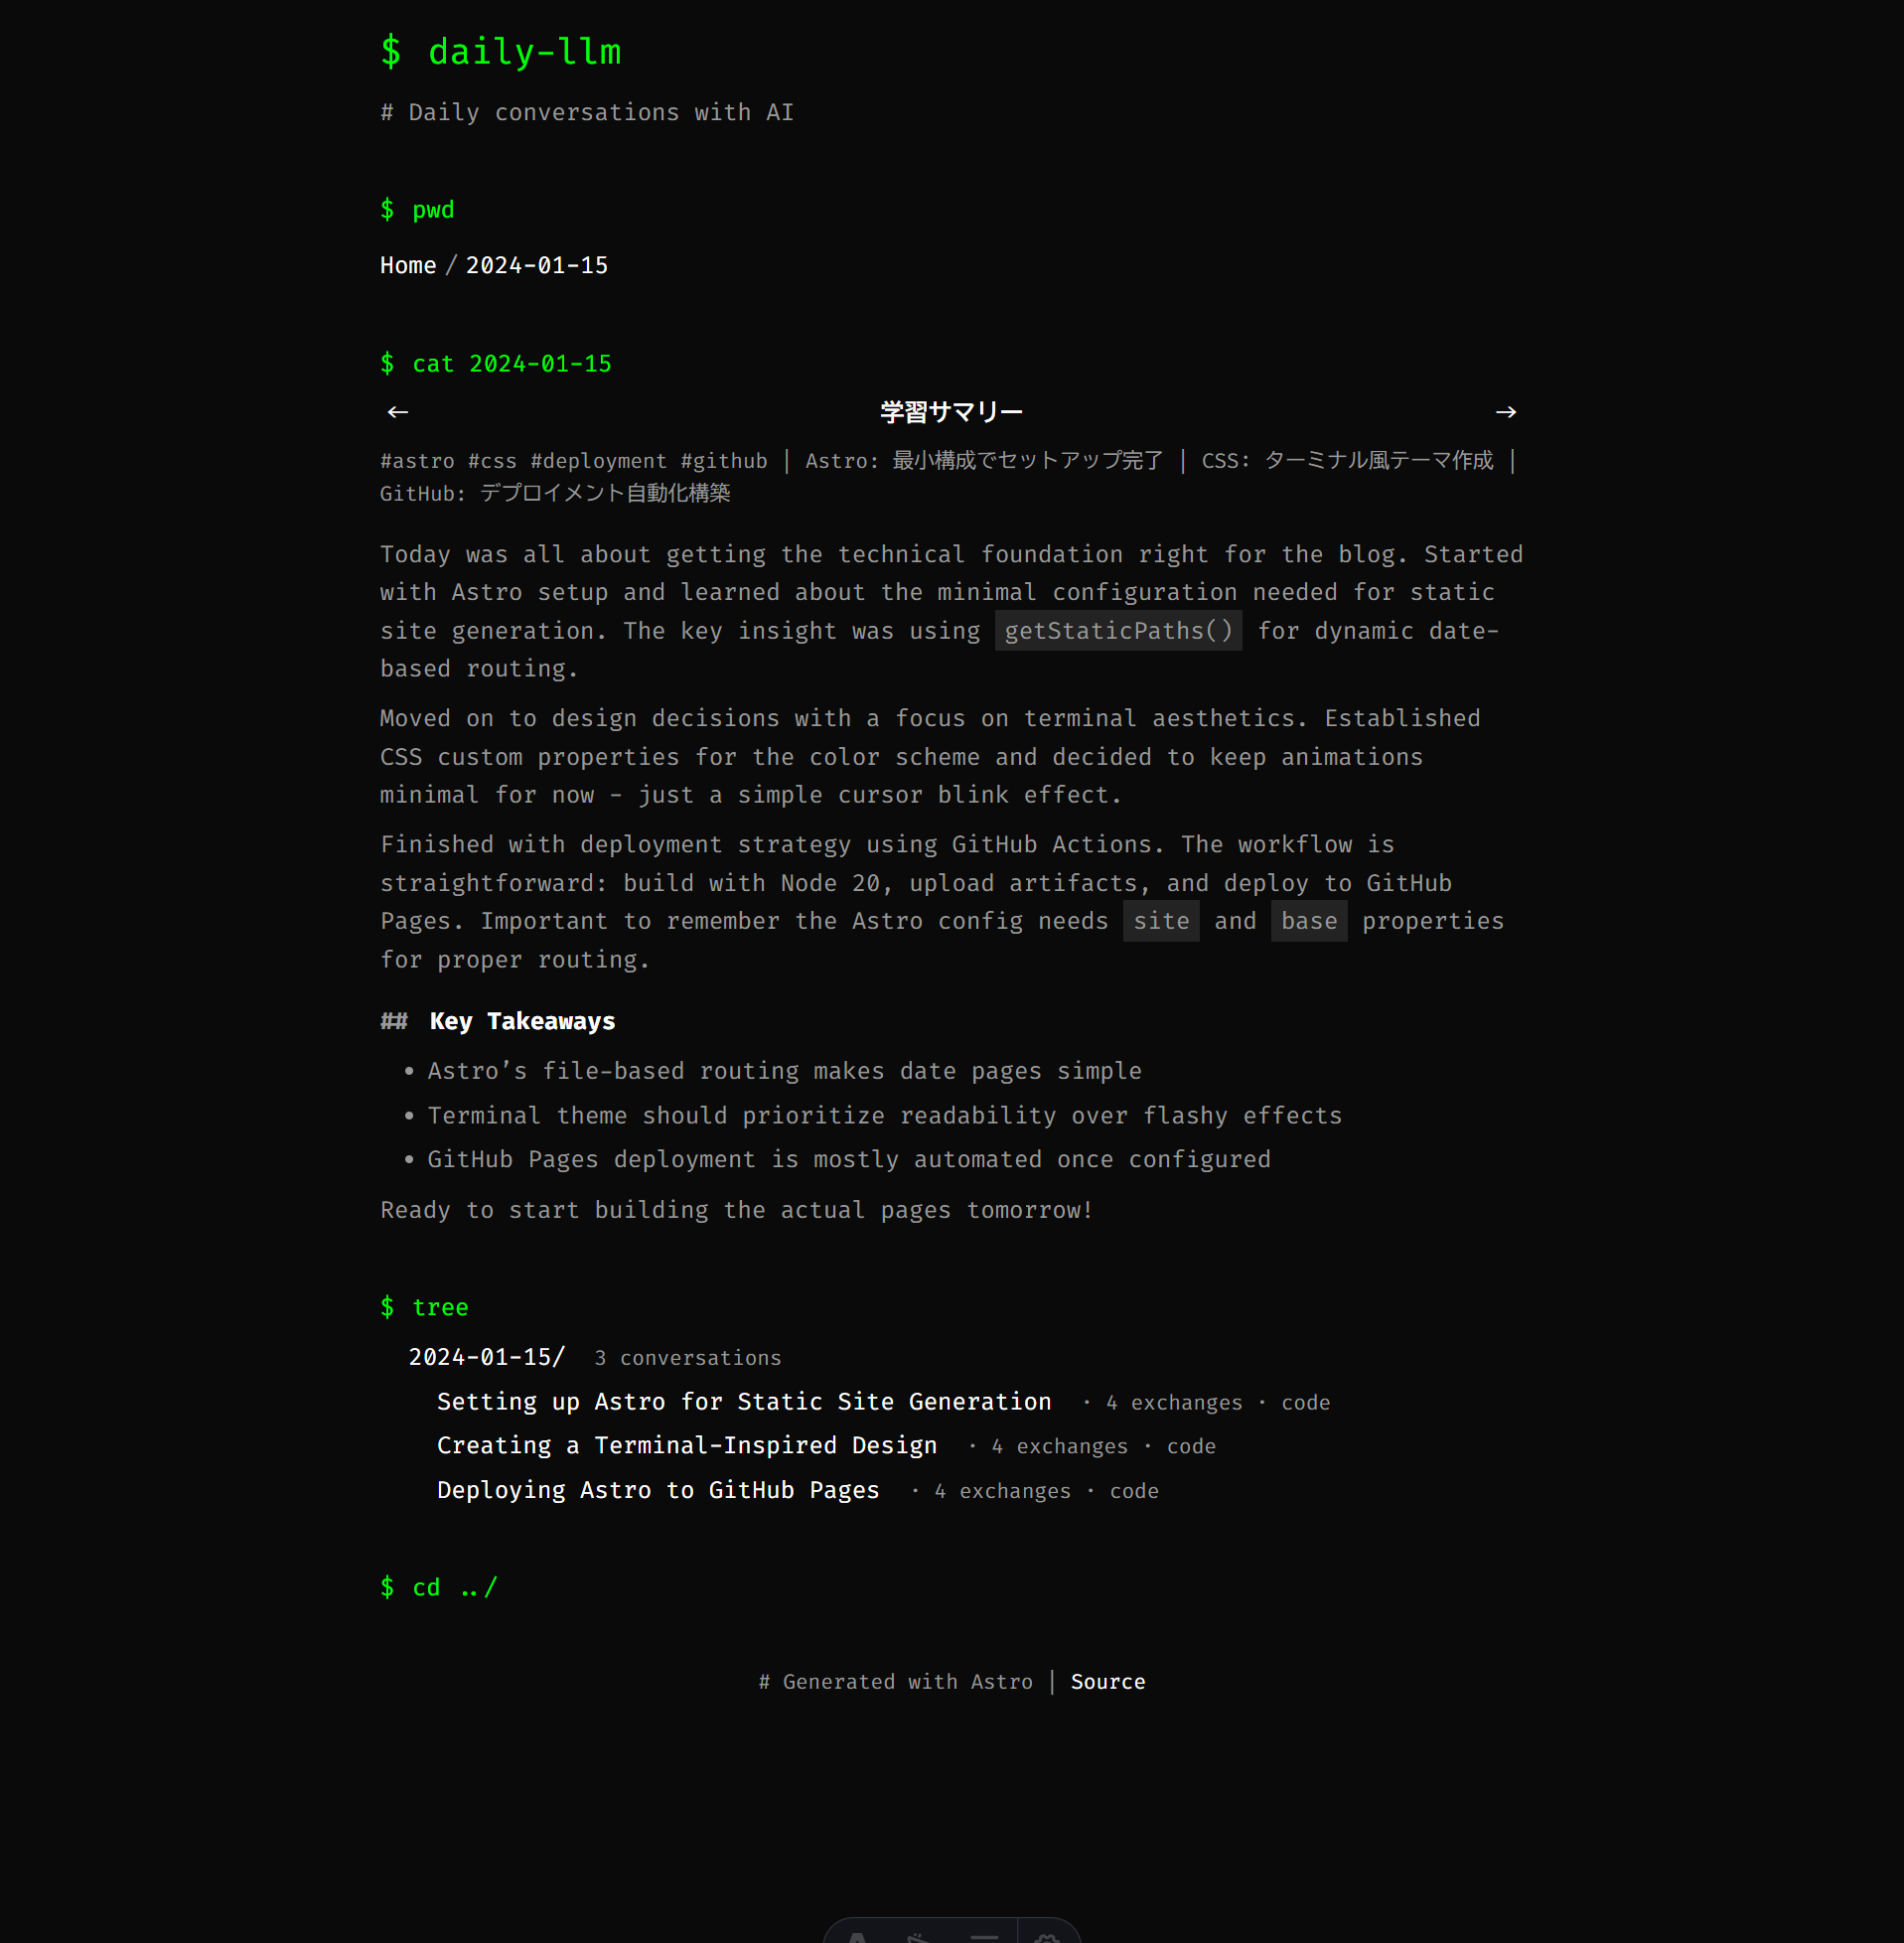 $ daily-llm
# Daily conversations with AI
$ pwd
Home / 2024-01-15
$ cat 2024-01-15
← 学習サマリー →
#astro #css #deployment #github | Astro: 最小構成でセットアップ完了 | CSS: ターミナル風テーマ作成 |
GitHub: デプロイメント自動化構築
Today was all about getting the technical foundation right for the blog. Started
with Astro setup and learned about the minimal configuration needed for static
site generation. The key insight was using getStaticPaths() for dynamic date-
based routing.
Moved on to design decisions with a focus on terminal aesthetics. Established
CSS custom properties for the color scheme and decided to keep animations
minimal for now - just a simple cursor blink effect.
Finished with deployment strategy using GitHub Actions. The workflow is
straightforward: build with Node 20, upload artifacts, and deploy to GitHub
Pages. Important to remember the Astro config needs site and base properties
for proper routing.
## Key Takeaways
• Astro’s file-based routing makes date pages simple
• Terminal theme should prioritize readability over flashy effects
• GitHub Pages deployment is mostly automated once configured
Ready to start building the actual pages tomorrow!
$ tree
2024-01-15/ 3 conversations
Setting up Astro for Static Site Generation · 4 exchanges · code
Creating a Terminal-Inspired Design · 4 exchanges · code
Deploying Astro to GitHub Pages · 4 exchanges · code
$ cd ../
# Generated with Astro | Source